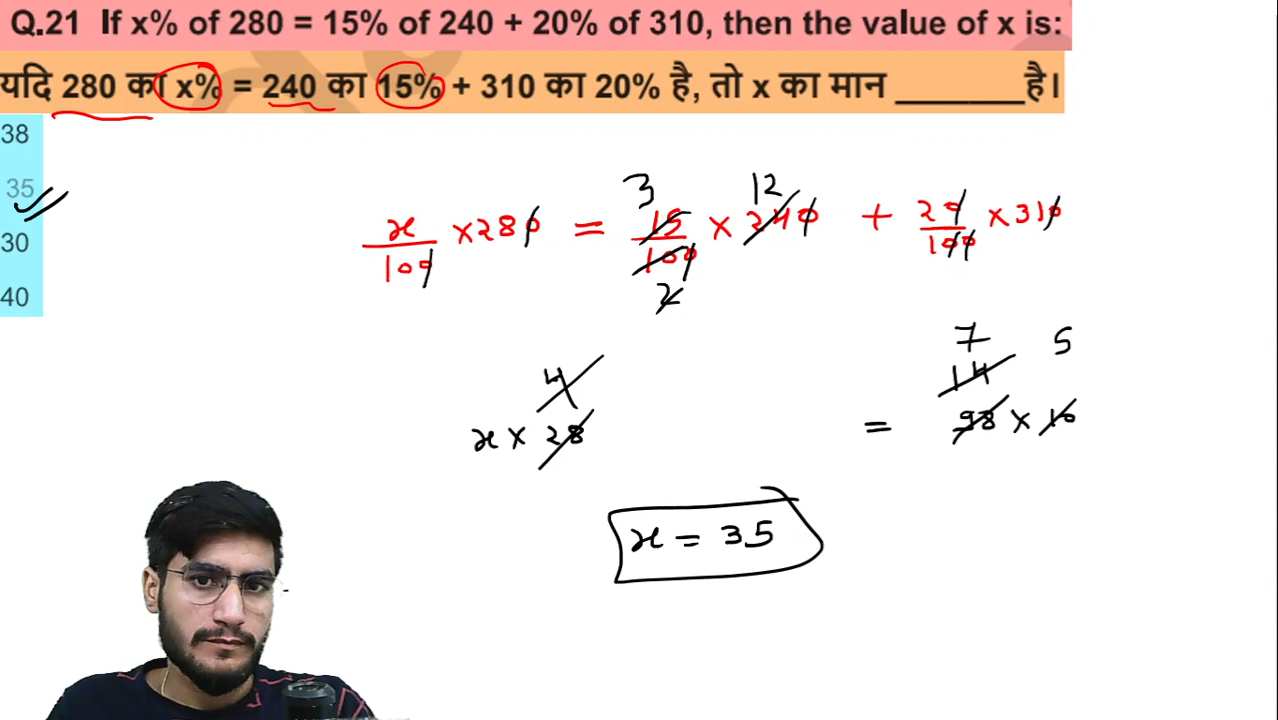 Q.21 If x% of 280 = 15% of 240 + 20% of 310, then the value of x is:
यदि 280 का x% = 240 का 15% + 310 का 20% है, तो x का मान _______है।
38
35
30
40
3 12
x/100 × 280 = 15/100 × 240 + 20/100 × 310
2
7 5
4 14
x × 28 = 98 × 10
x = 35